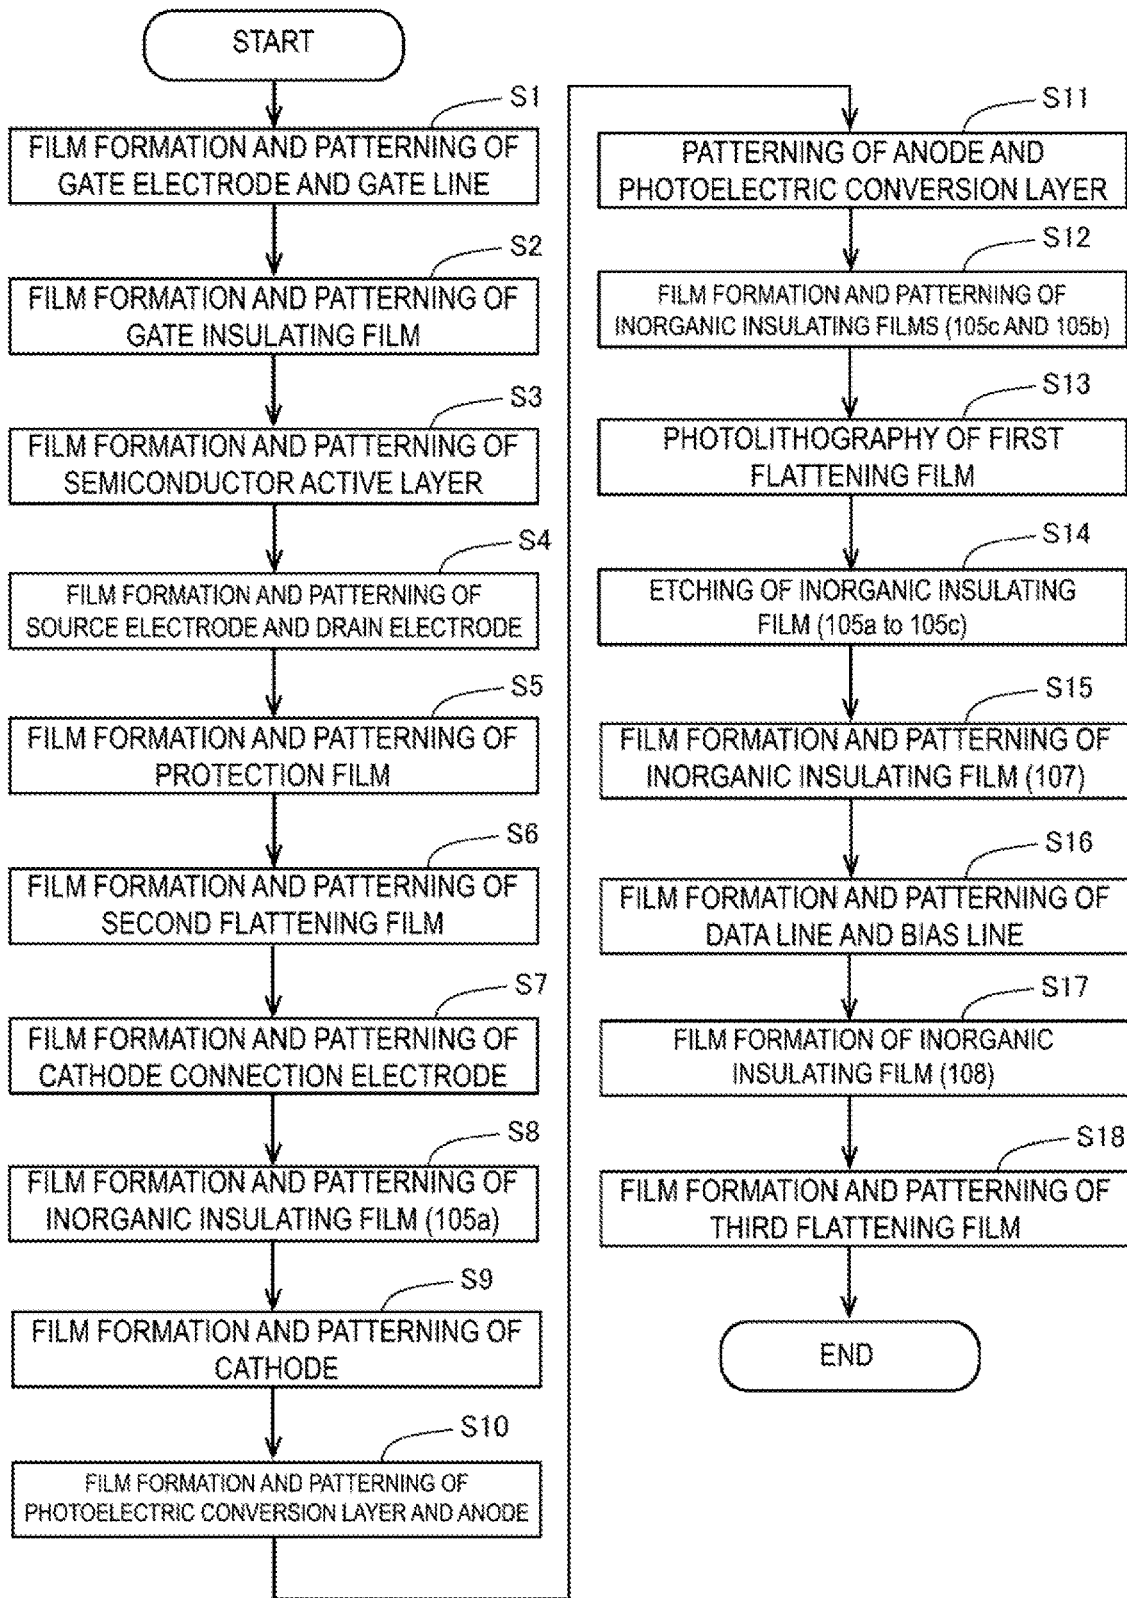 START
S1
FILM FORMATION AND PATTERNING OF
GATE ELECTRODE AND GATE LINE
S2
FILM FORMATION AND PATTERNING OF
GATE INSULATING FILM
S3
FILM FORMATION AND PATTERNING OF
SEMICONDUCTOR ACTIVE LAYER
S4
FILM FORMATION AND PATTERNING OF
SOURCE ELECTRODE AND DRAIN ELECTRODE
S5
FILM FORMATION AND PATTERNING OF
PROTECTION FILM
S6
FILM FORMATION AND PATTERNING OF
SECOND FLATTENING FILM
S7
FILM FORMATION AND PATTERNING OF
CATHODE CONNECTION ELECTRODE
S8
FILM FORMATION AND PATTERNING OF
INORGANIC INSULATING FILM (105a)
S9
FILM FORMATION AND PATTERNING OF
CATHODE
S10
FILM FORMATION AND PATTERNING OF
PHOTOELECTRIC CONVERSION LAYER AND ANODE
S11
PATTERNING OF ANODE AND
PHOTOELECTRIC CONVERSION LAYER
S12
FILM FORMATION AND PATTERNING OF
INORGANIC INSULATING FILMS (105c AND 105b)
S13
PHOTOLITHOGRAPHY OF FIRST
FLATTENING FILM
S14
ETCHING OF INORGANIC INSULATING
FILM (105a to 105c)
S15
FILM FORMATION AND PATTERNING OF
INORGANIC INSULATING FILM (107)
S16
FILM FORMATION AND PATTERNING OF
DATA LINE AND BIAS LINE
S17
FILM FORMATION OF INORGANIC
INSULATING FILM (108)
S18
FILM FORMATION AND PATTERNING OF
THIRD FLATTENING FILM
END